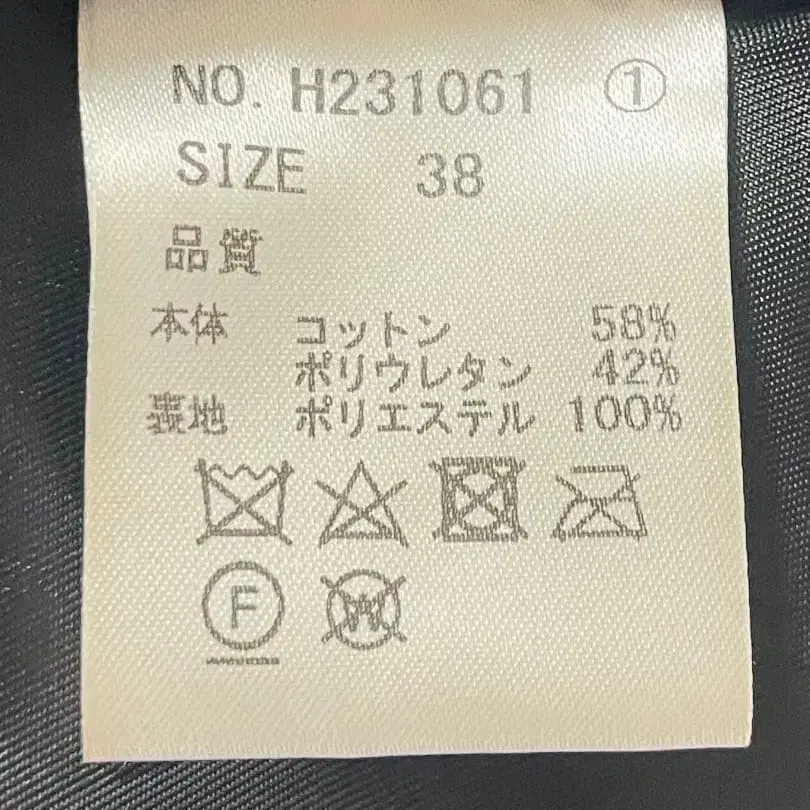 NO. H231061 ①
SIZE 38
品質
本体 コットン 58%
ポリウレタン 42%
表地 ポリエステル 100%
F
W